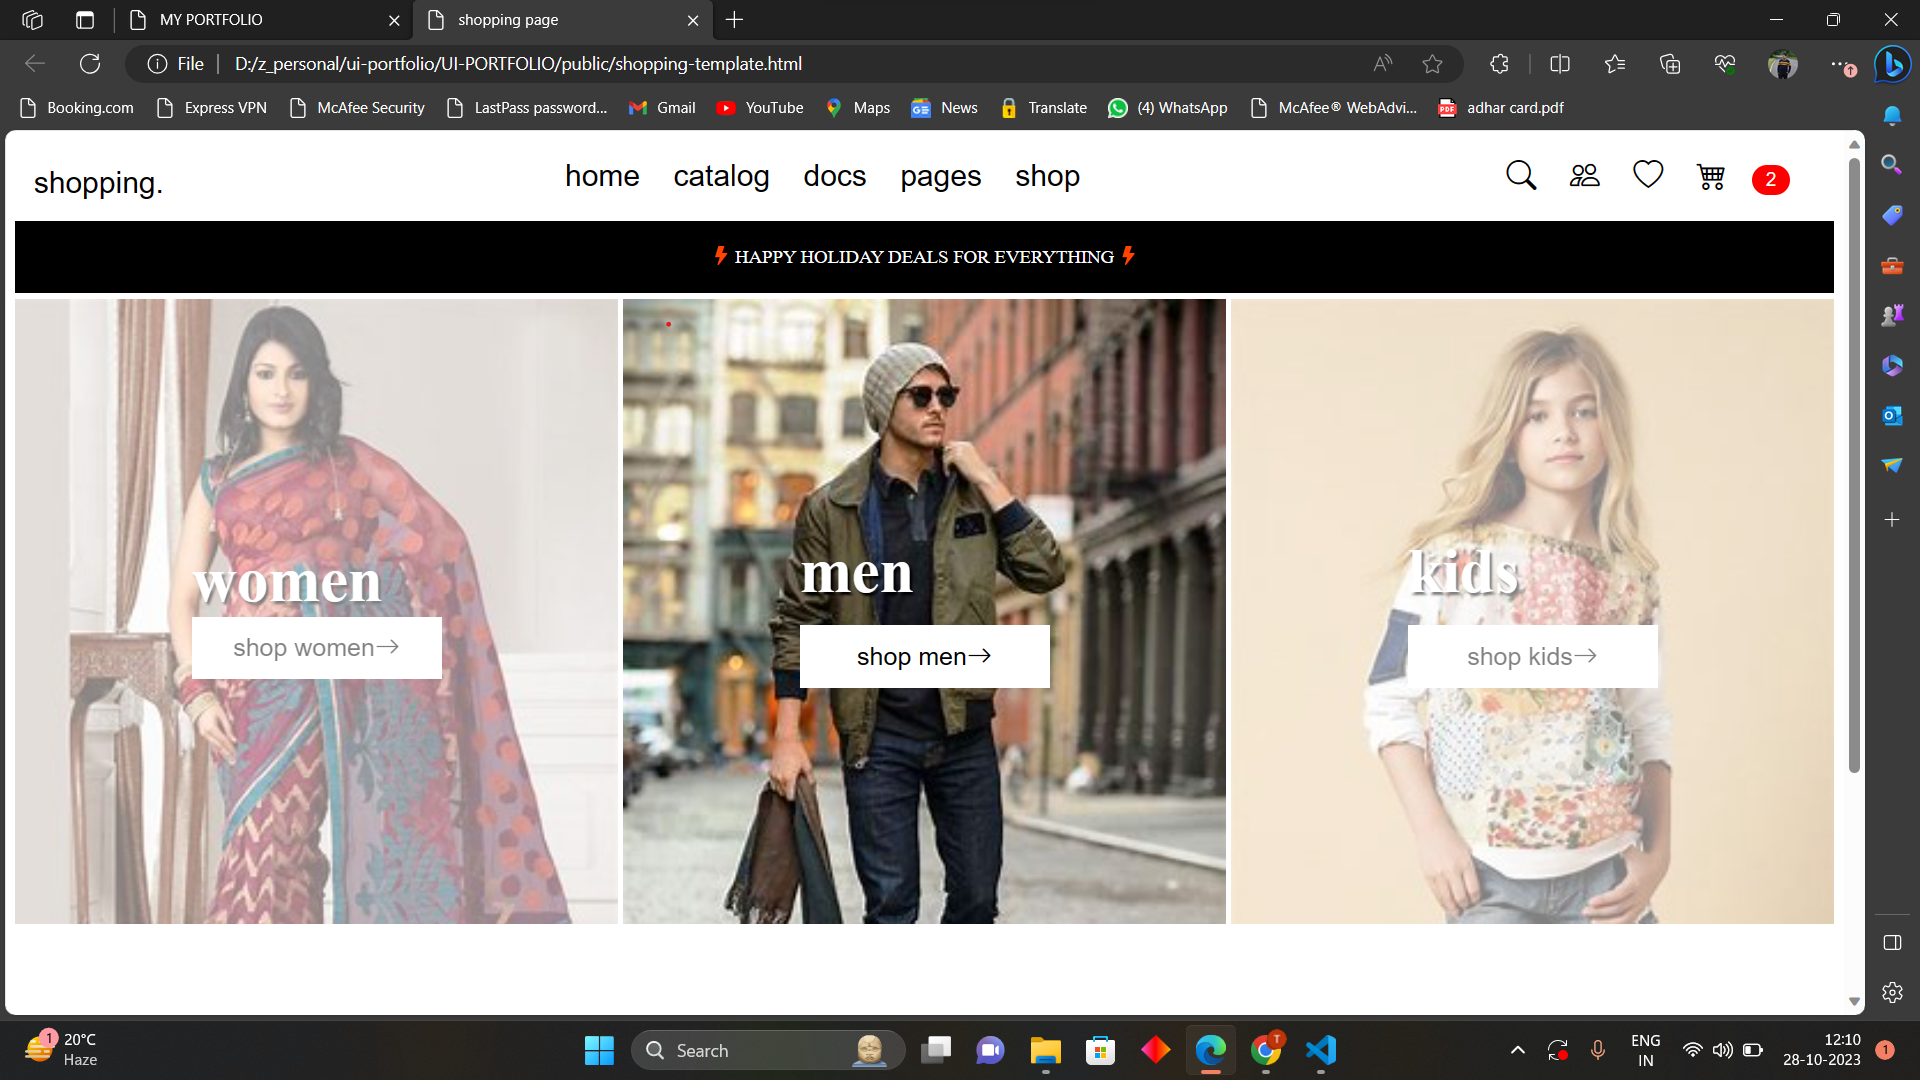 MY PORTFOLIO
shopping page
File
D:/z_personal/ui-portfolio/UI-PORTFOLIO/public/shopping-template.html
Booking.com Express VPN McAfee Security LastPass password... Gmail YouTube Maps News Translate (4) WhatsApp McAfee® WebAdvi... adhar card.pdf
shopping. home catalog docs pages shop 2
HAPPY HOLIDAY DEALS FOR EVERYTHING
women
shop women→
men
shop men→
kids
shop kids→
1
20°C
Haze
Search
T
ENG
IN
12:10
28-10-2023
1